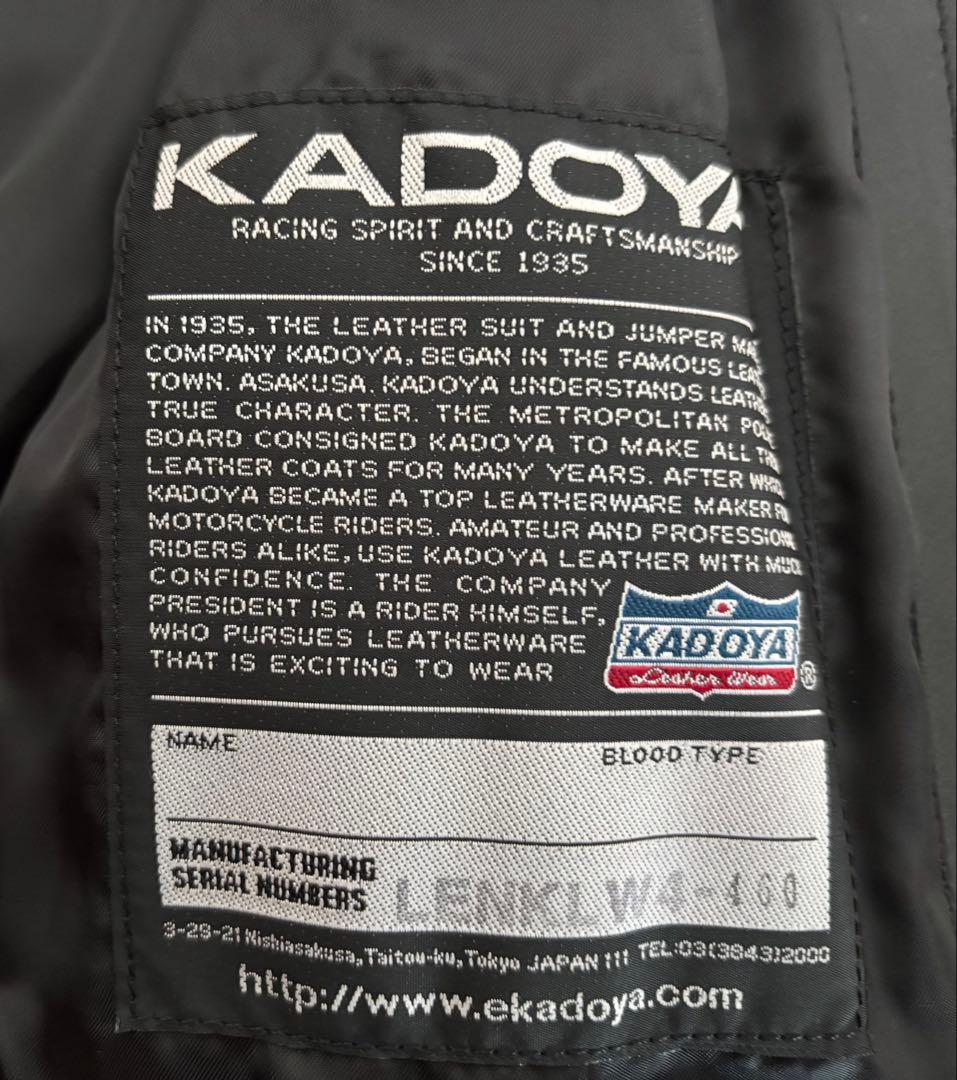 KADOYA
RACING SPIRIT AND CRAFTSMANSHIP
SINCE 1935
IN 1935, THE LEATHER SUIT AND JUMPER
COMPANY KADOYA, BEGAN IN THE FAMOUS
TOWN. ASAKUSA. KADOYA UNDERSTANDS
TRUE CHARACTER. THE METROPOLITAN
BOARD CONSIGNED KADOYA TO MAKE ALL
LEATHER COATS FOR MANY YEARS. AFTER
KADOYA BECAME A TOP LEATHERWARE MAKER
MOTORCYCLE RIDERS. AMATEUR AND
RIDERS ALIKE, USE KADOYA LEATHER WITH
CONFIDENCE. THE COMPANY
PRESIDENT IS A RIDER HIMSELF,
WHO PURSUES LEATHERWARE
THAT IS EXCITING TO WEAR
KADOYA
Leather Wear ®
NAME BLOOD TYPE
MANUFACTURING
SERIAL NUMBERS LENKLW4 460
3-29-21 Nishiasakusa, Taitou-ku, Tokyo JAPAN 111 TEL:03(3843)2000
http://www.ekadoya.com